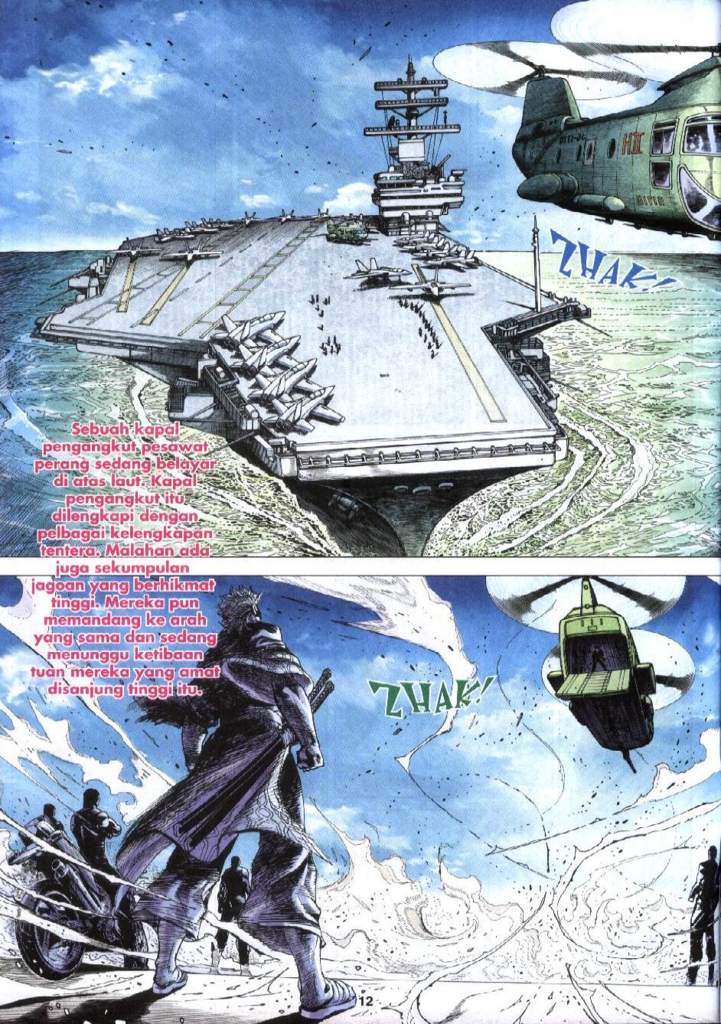 ZHAK!
Sebuah kapal
pengangkut pesawat
perang sedang belayar
di atas laut. Kapal
pengangkut itu
dilengkapi dengan
pelbagai kelengkapan
tentera. Malahan ada
juga sekumpulan
jagoan yang berhikmat
tinggi. Mereka pun
memandang ke arah
yang sama dan sedang
menunggu ketibaan
tuan mereka yang amat
disanjung tinggi itu.
ZHAK!
12